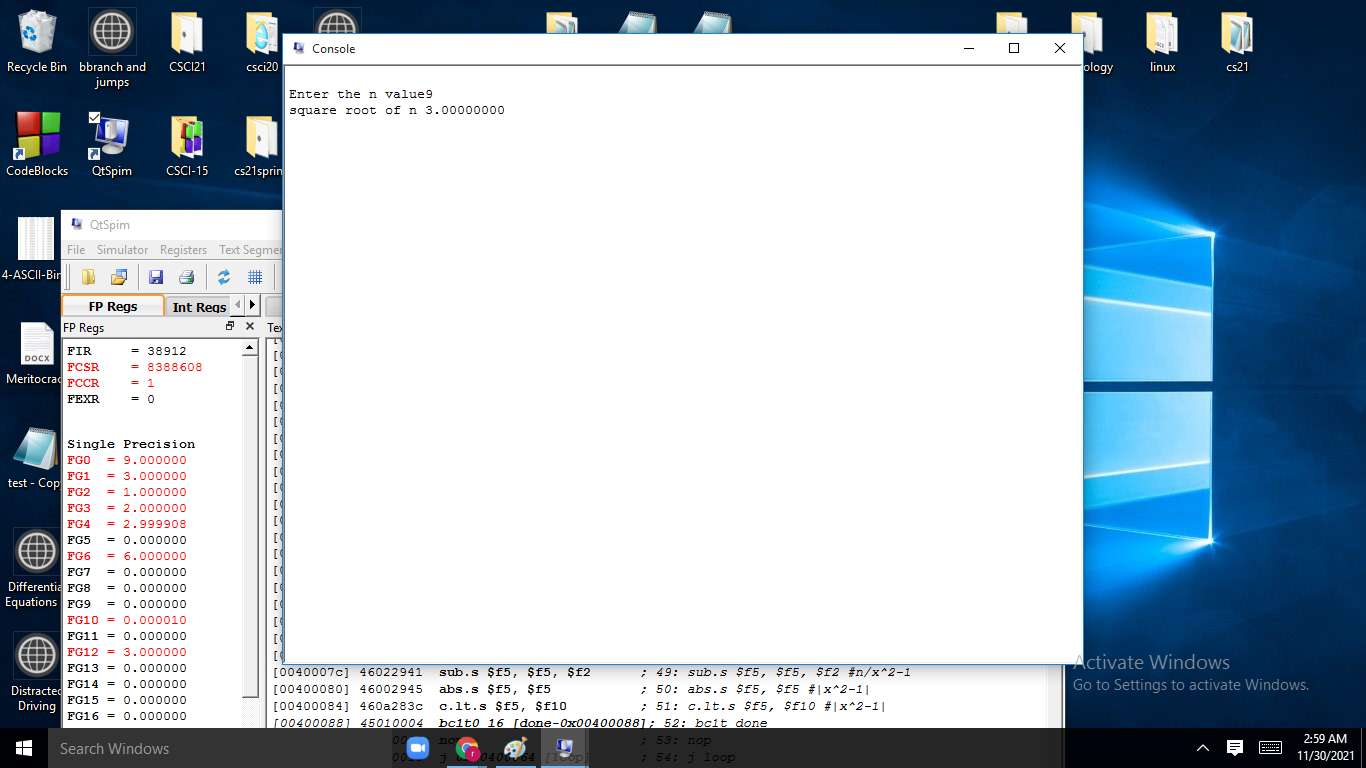 Recycle Bin
bbranch and
jumps
CSCI21
csci20
ology
linux
cs21
Console
Enter the n value9
square root of n 3.00000000
CodeBlocks
QtSpim
CSCI-15
cs21sprin
4-ASCII-Bin
DOCX
Meritocrac
test - Cop
Differentia
Equations
Distracted
Driving
QtSpim
File Simulator Registers Text Segmen
FP Regs Int Regs
FP Regs Tex
FIR = 38912
FCSR = 8388608
FCCR = 1
FEXR = 0
Single Precision
FG0 = 9.000000
FG1 = 3.000000
FG2 = 1.000000
FG3 = 2.000000
FG4 = 2.999908
FG5 = 0.000000
FG6 = 6.000000
FG7 = 0.000000
FG8 = 0.000000
FG9 = 0.000000
FG10 = 0.000010
FG11 = 0.000000
FG12 = 3.000000
FG13 = 0.000000
FG14 = 0.000000
FG15 = 0.000000
FG16 = 0.000000
[0040007c] 46022941 sub.s $f5, $f5, $f2 ; 49: sub.s $f5, $f5, $f2 #n/x^2-1
[00400080] 46002945 abs.s $f5, $f5 ; 50: abs.s $f5, $f5 #|x^2-1|
[00400084] 460a283c c.lt.s $f5, $f10 ; 51: c.lt.s $f5, $f10 #|x^2-1|
[00400088] 45010004 bc1t0 16 [done-0x00400088]; 52: bc1t done
nop ; 53: nop
j [loop] ; 54: j loop
Activate Windows
Go to Settings to activate Windows.
Search Windows
2:59 AM
11/30/2021